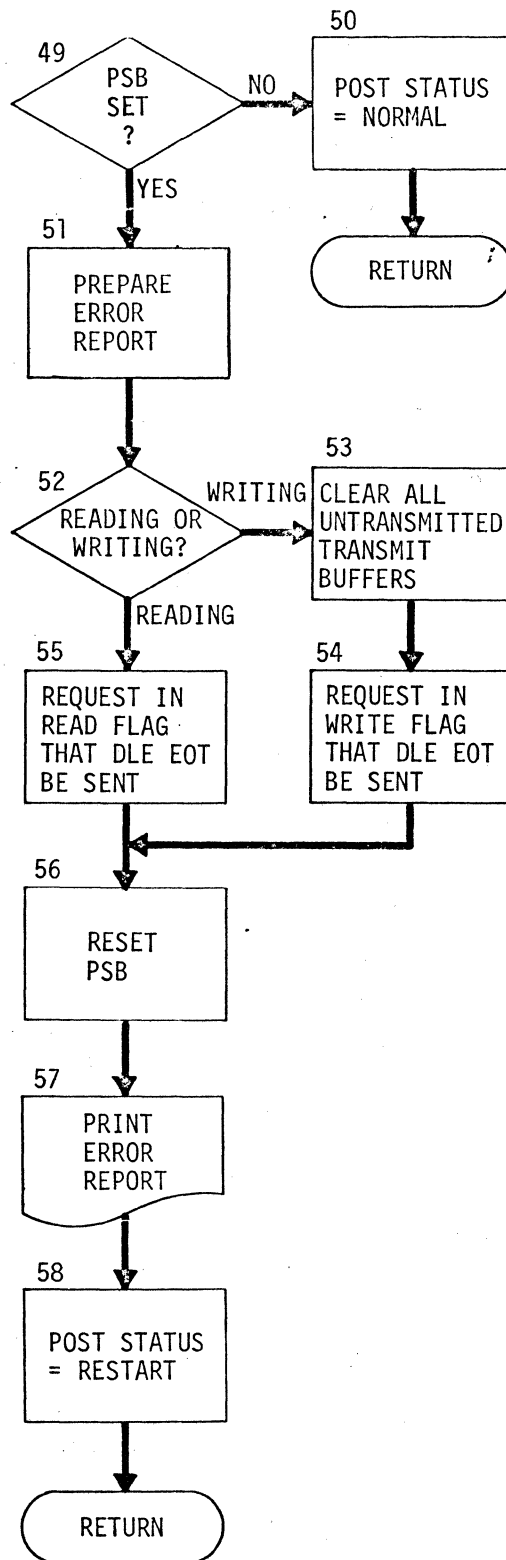 49
PSB
SET
?
NO
50
POST STATUS
= NORMAL
RETURN
YES
51
PREPARE
ERROR
REPORT
52
READING OR
WRITING?
WRITING
53
CLEAR ALL
UNTRANSMITTED
TRANSMIT
BUFFERS
READING
55
REQUEST IN
READ FLAG
THAT DLE EOT
BE SENT
54
REQUEST IN
WRITE FLAG
THAT DLE EOT
BE SENT
56
RESET
PSB
57
PRINT
ERROR
REPORT
58
POST STATUS
= RESTART
RETURN